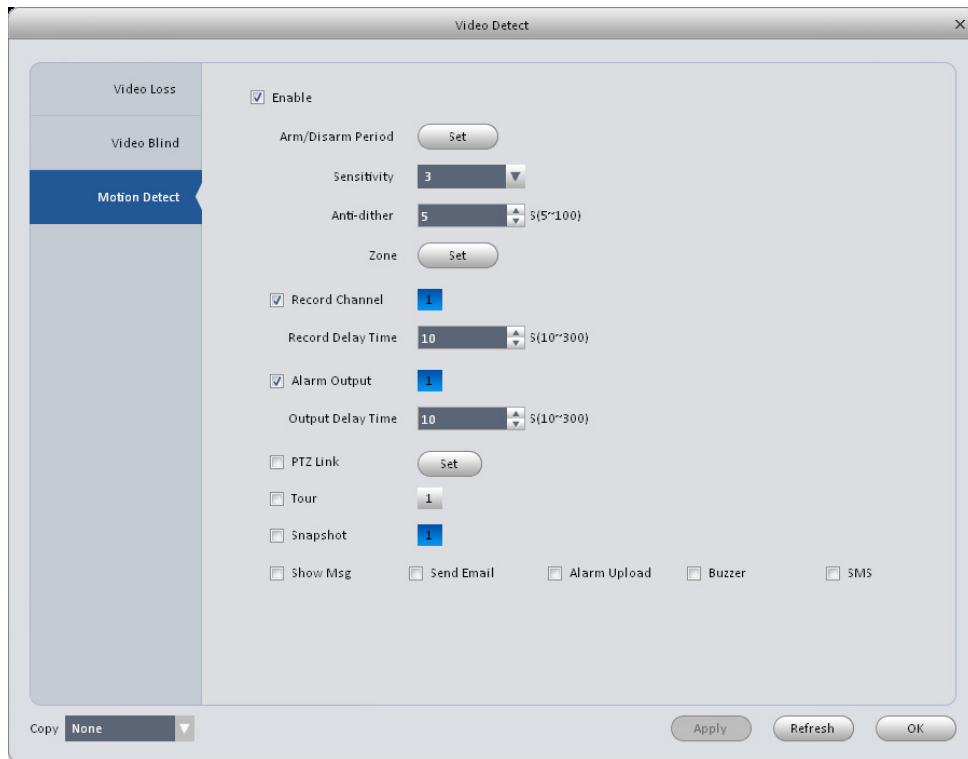 Video Detect
Video Loss
Video Blind
Motion Detect
Enable
Arm/Disarm Period Set
Sensitivity 3
Anti-dither 5 S(5~100)
Zone Set
Record Channel 1
Record Delay Time 10 S(10~300)
Alarm Output 1
Output Delay Time 10 S(10~300)
PTZ Link Set
Tour 1
Snapshot 1
Show Msg Send Email Alarm Upload Buzzer SMS
Copy None Apply Refresh OK